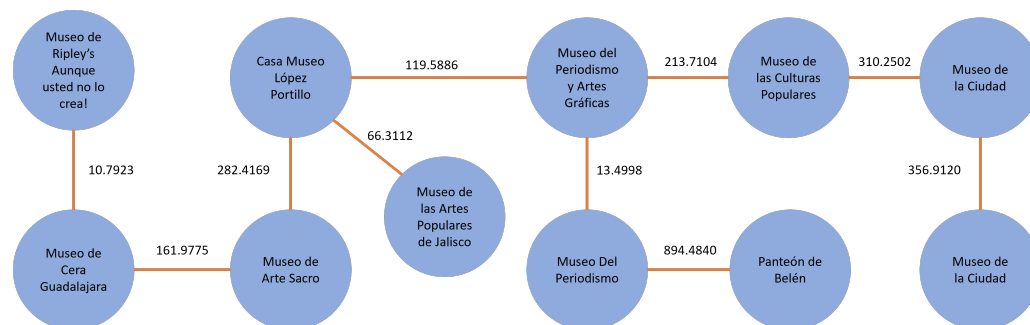 Museo de
Ripley's
Aunque
usted no lo
crea!
Casa Museo
López
Portillo
119.5886
Museo del
Periodismo
y Artes
Gráficas
213.7104
Museo de
las Culturas
Populares
310.2502
Museo de
la Ciudad
66.3112
10.7923
282.4169
13.4998
356.9120
Museo de
las Artes
Populares
de Jalisco
Museo de
Cera
Guadalajara
161.9775
Museo de
Arte Sacro
Museo Del
Periodismo
894.4840
Panteón de
Belén
Museo de
la Ciudad